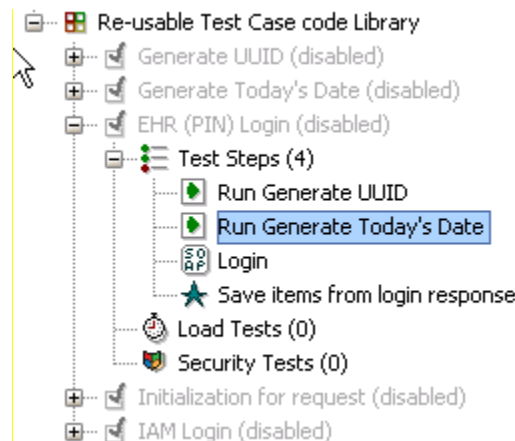 Re-usable Test Case code Library
Generate UUID (disabled)
Generate Today's Date (disabled)
EHR (PIN) Login (disabled)
Test Steps (4)
Run Generate UUID
Run Generate Today's Date
SOAP Login
Save items from login response
Load Tests (0)
Security Tests (0)
Initialization for request (disabled)
IAM Login (disabled)